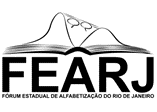 FEARJ
FÓRUM ESTADUAL DE ALFABETIZAÇÃO DO RIO DE JANEIRO